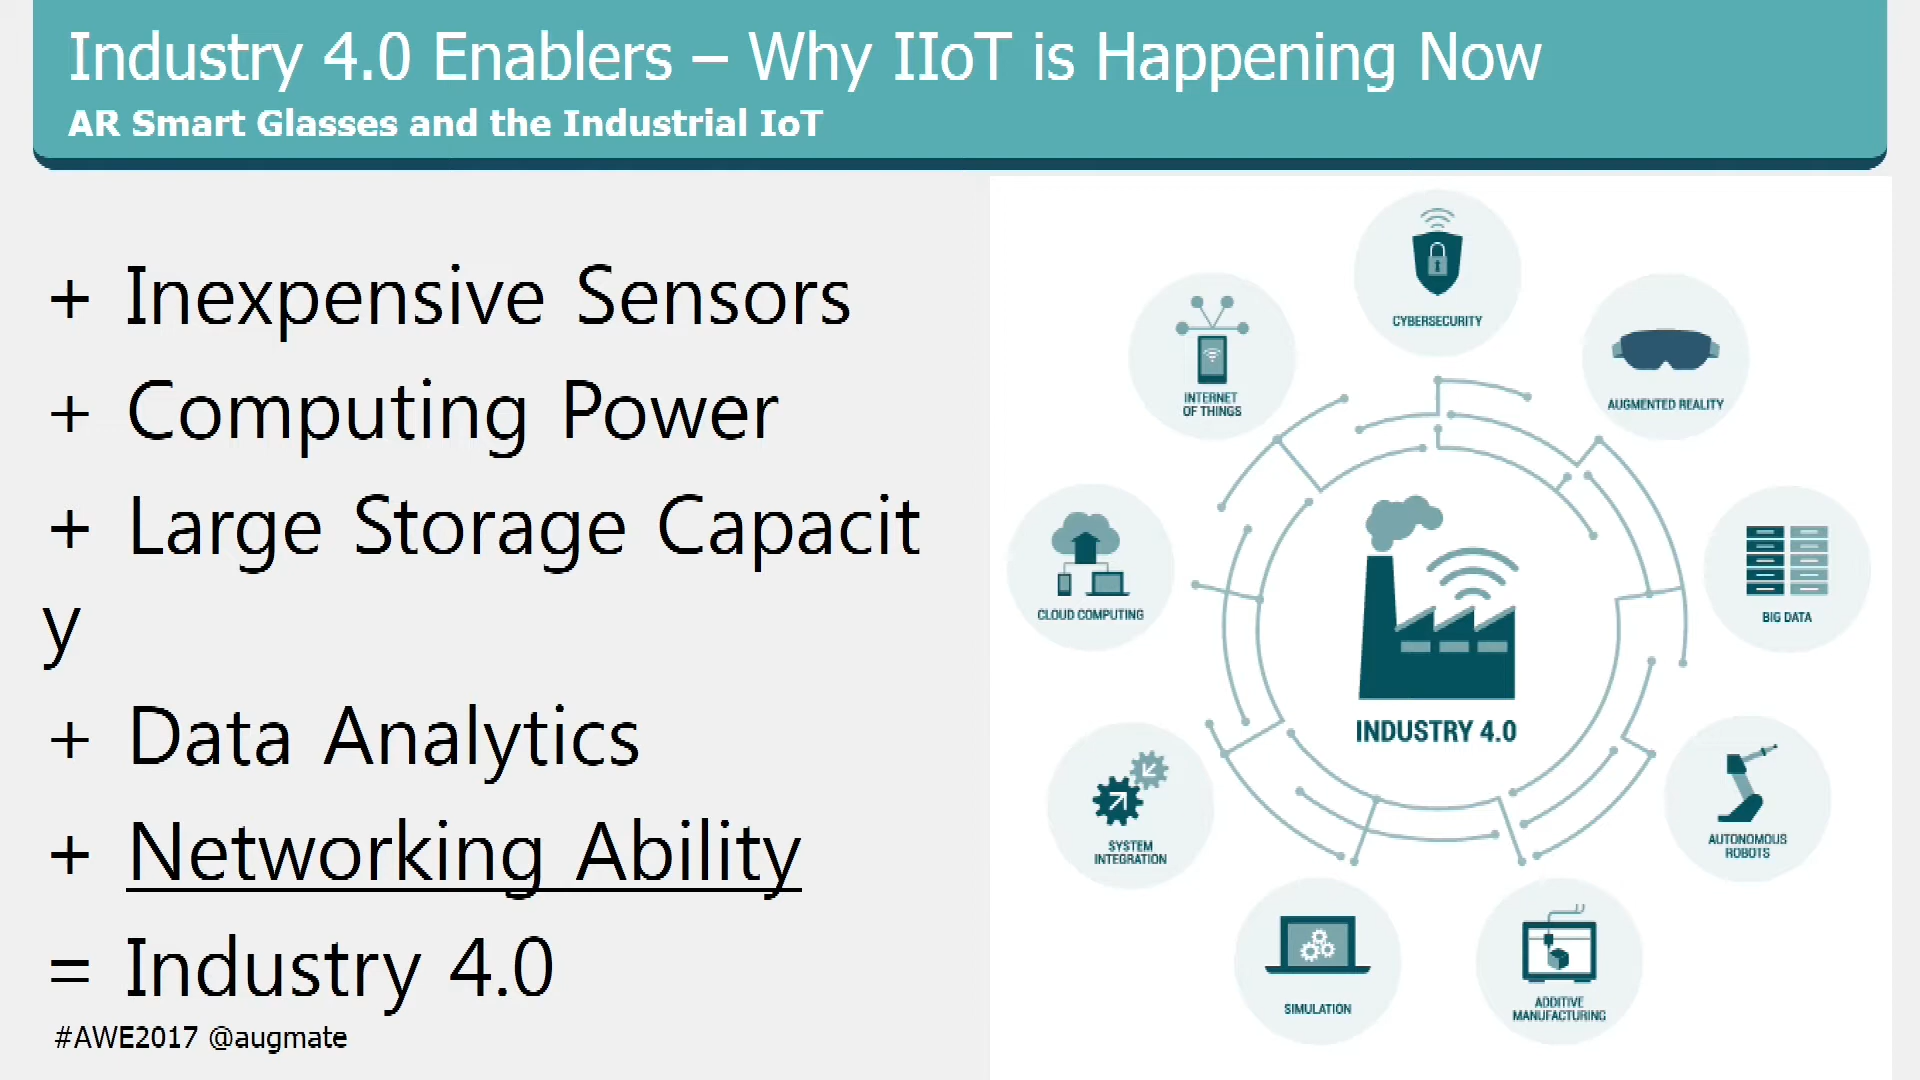 Industry 4.0 Enablers – Why IIoT is Happening Now
AR Smart Glasses and the Industrial IoT
+ Inexpensive Sensors
+ Computing Power
+ Large Storage Capacit
y
+ Data Analytics
+ Networking Ability
= Industry 4.0
#AWE2017 @augmate
CYBERSECURITY
INTERNET
OF THINGS
AUGMENTED REALITY
CLOUD COMPUTING
BIG DATA
INDUSTRY 4.0
SYSTEM
INTEGRATION
AUTONOMOUS
ROBOTS
SIMULATION
ADDITIVE
MANUFACTURING